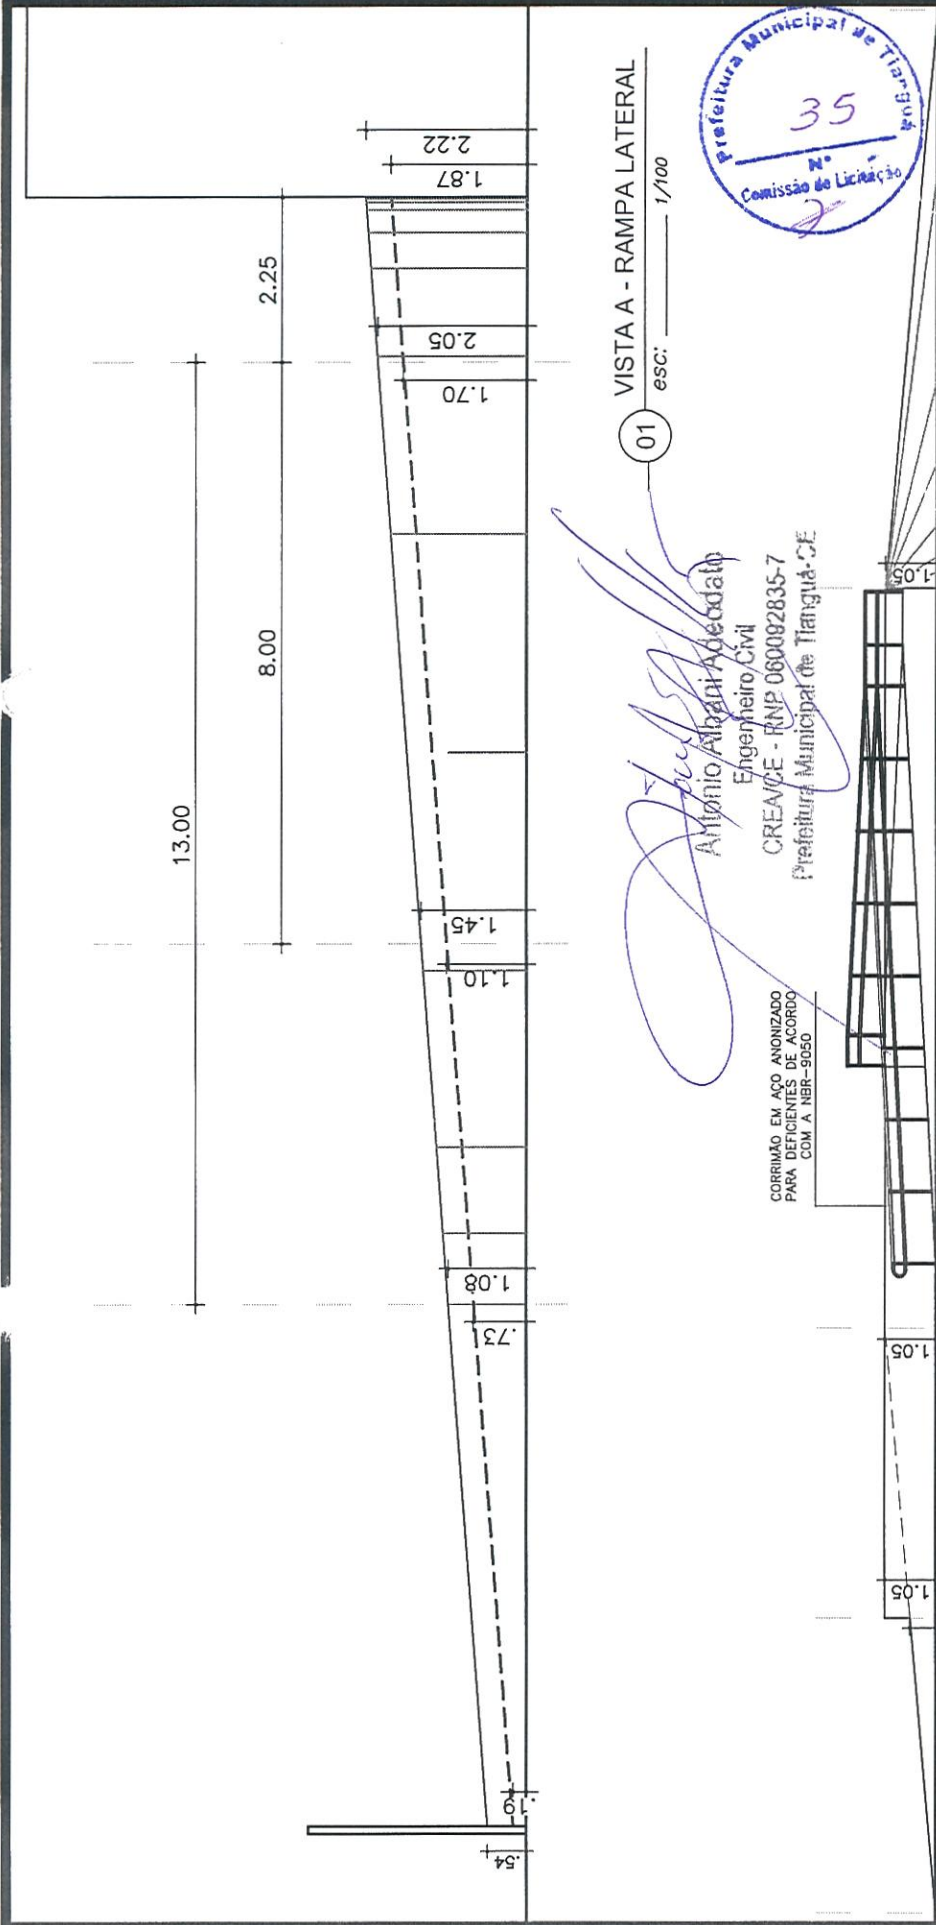 2.22
1.87
2.25
2.05
1.70
8.00
13.00
1.45
1.10
1.08
.73
.19
.54
01
VISTA A - RAMPA LATERAL
esc: 1/100
Prefeitura Municipal de Tianguá
35
Nº
Comissão de Licitação
Antonio Albani Adeodato
Engenheiro Civil
CREA/CE - RNP 060092835-7
Prefeitura Municipal de Tianguá-CE
CORRIMÃO EM AÇO ANONIZADO
PARA DEFICIENTES DE ACORDO
COM A NBR-9050
1.05
1.05
1.05